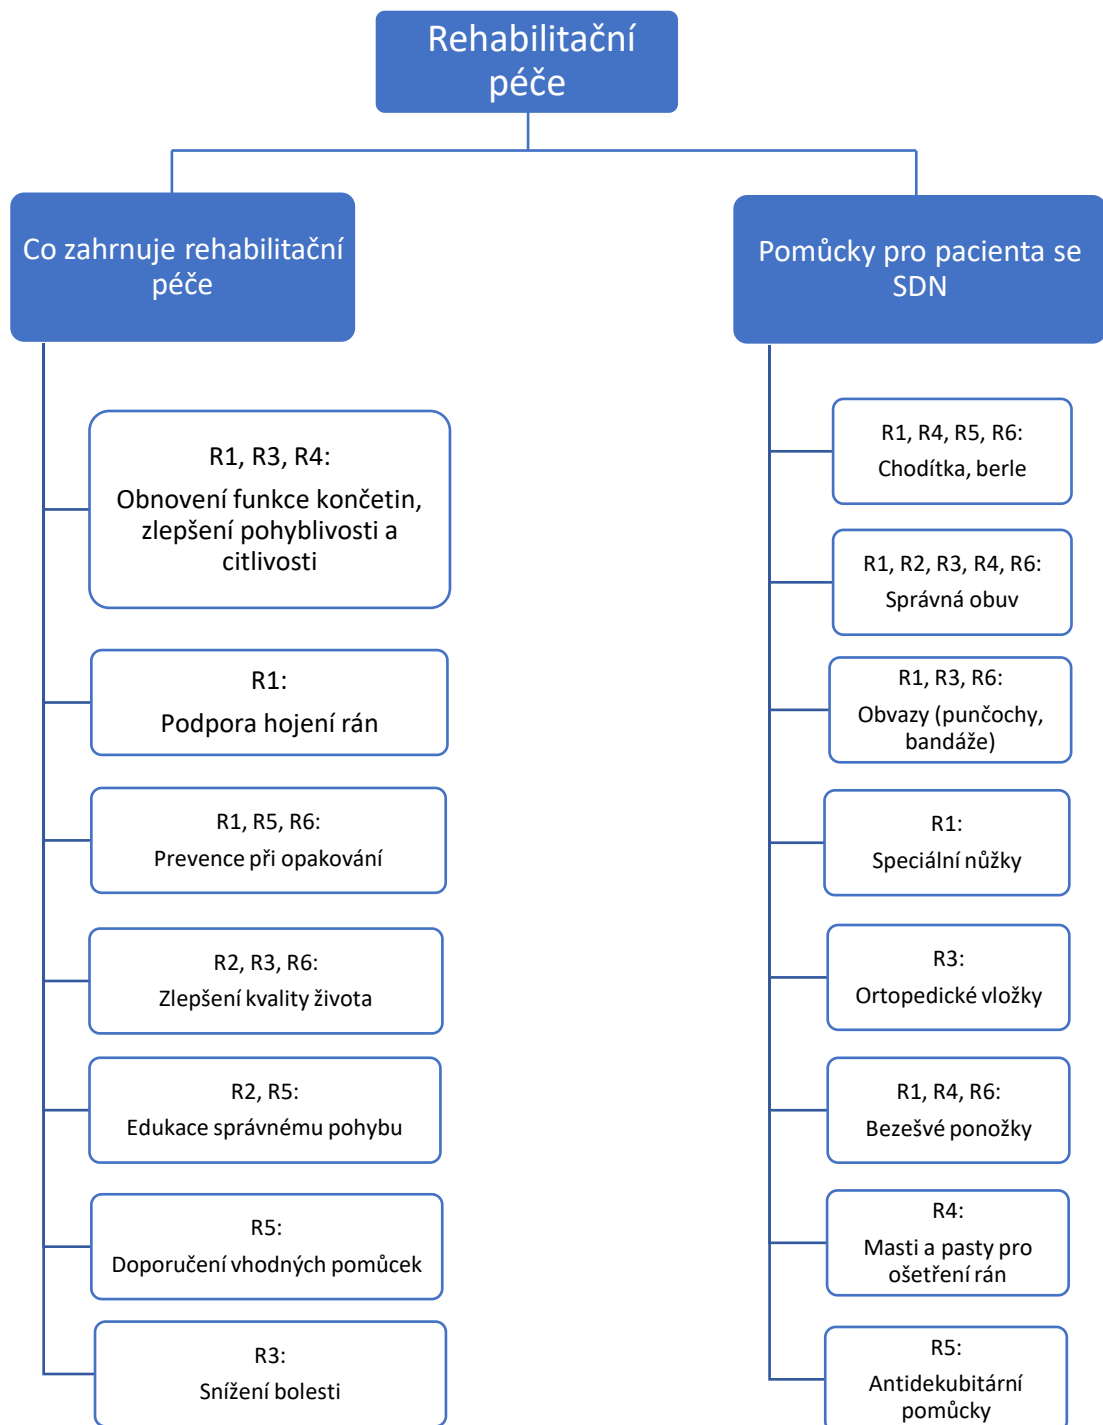 Rehabilitační
péče
Co zahrnuje rehabilitační
péče
R1, R3, R4:
Obnovení funkce končetin,
zlepšení pohyblivosti a
citlivosti
R1:
Podpora hojení rán
R1, R5, R6:
Prevence při opakování
R2, R3, R6:
Zlepšení kvality života
R2, R5:
Edukace správnému pohybu
R5:
Doporučení vhodných pomůcek
R3:
Snížení bolesti
Pomůcky pro pacienta se
SDN
R1, R4, R5, R6:
Chodítka, berle
R1, R2, R3, R4, R6:
Správná obuv
R1, R3, R6:
Obvazy (punčochy,
bandáže)
R1:
Speciální nůžky
R3:
Ortopedické vložky
R1, R4, R6:
Bezešvé ponožky
R4:
Masti a pasty pro
ošetření rán
R5:
Antidekubitární
pomůcky